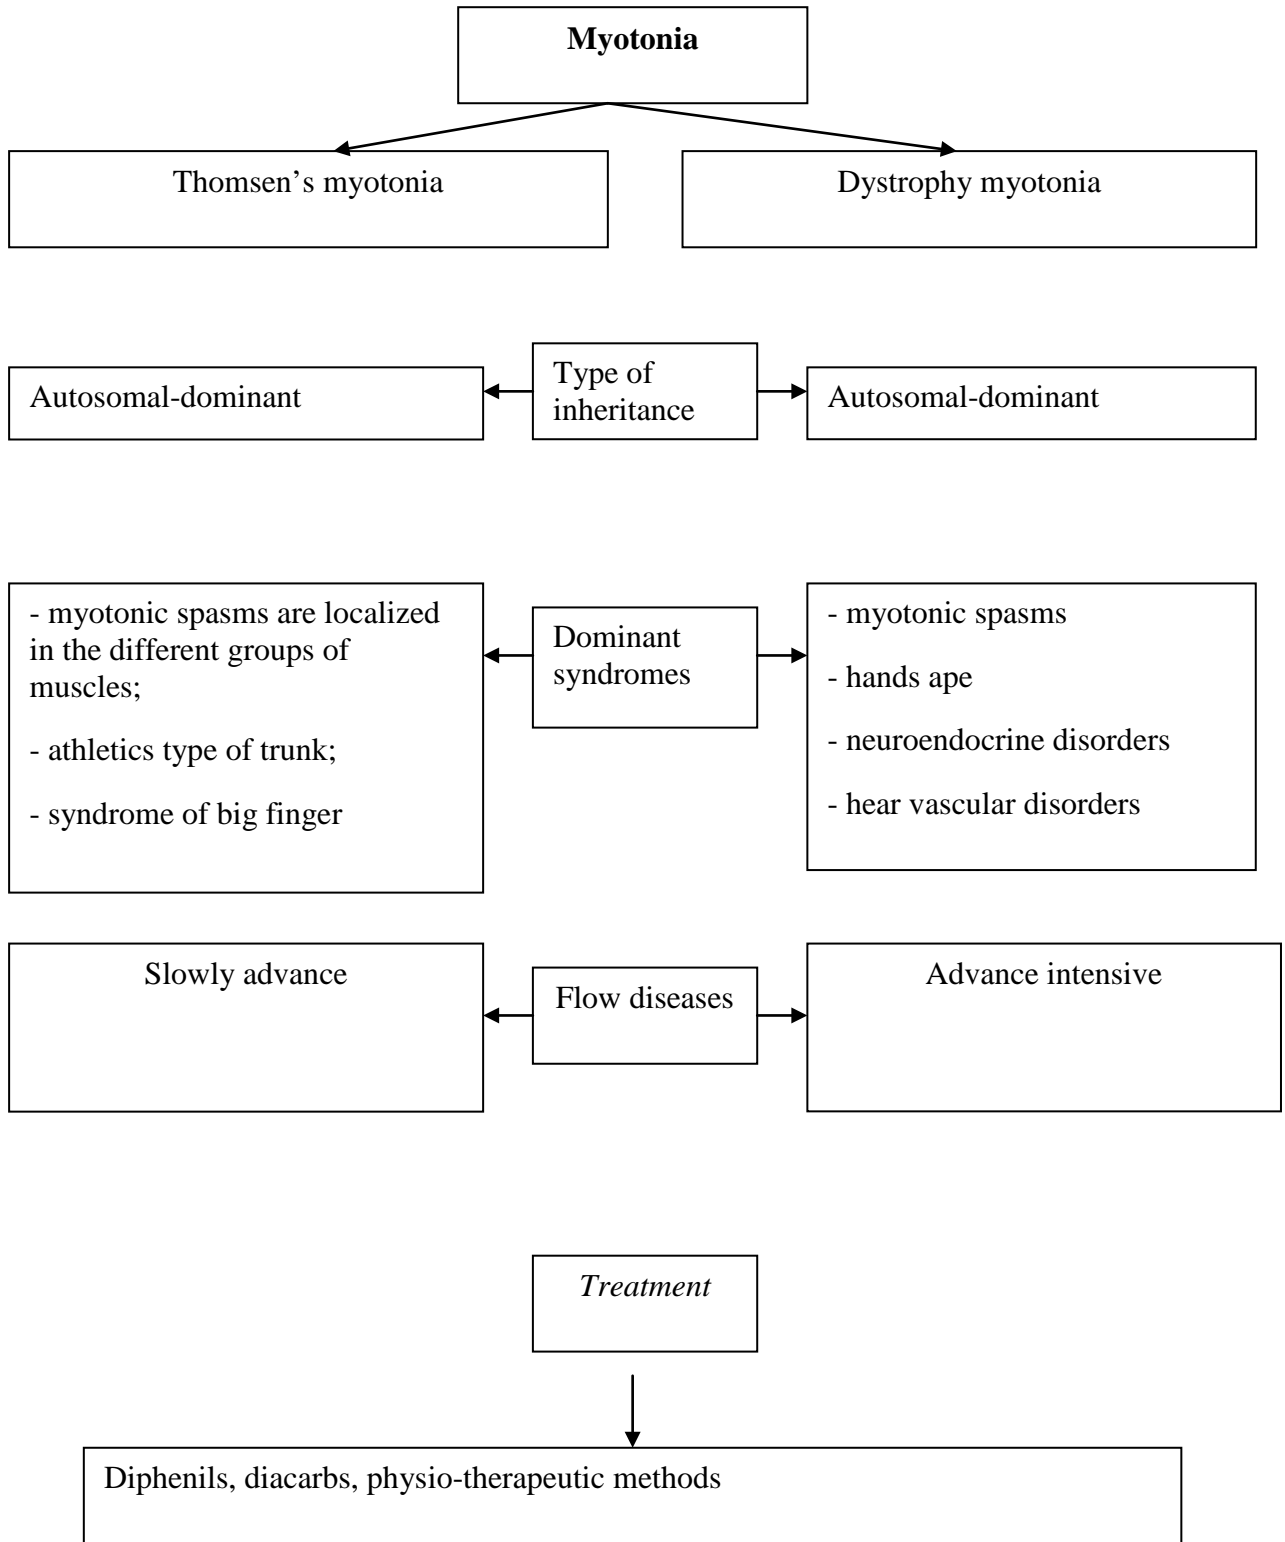 Myotonia
Thomsen’s myotonia
Dystrophy myotonia
Autosomal-dominant
Type of
inheritance
Autosomal-dominant
- myotonic spasms are localized
in the different groups of
muscles;
- athletics type of trunk;
- syndrome of big finger
Dominant
syndromes
- myotonic spasms
- hands ape
- neuroendocrine disorders
- hear vascular disorders
Slowly advance
Flow diseases
Advance intensive
Treatment
Diphenils, diacarbs, physio-therapeutic methods